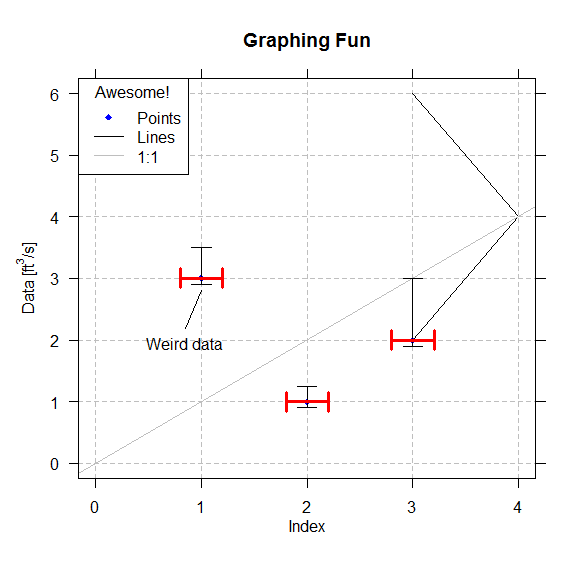 Graphing Fun
Awesome!
Points
Lines
1:1
Weird data
Data [ft³/s]
6
5
4
3
2
1
0
0 1 2 3 4
Index